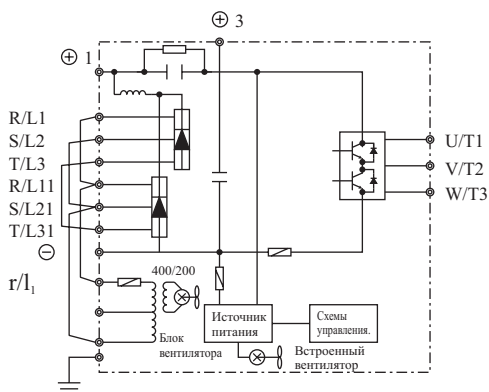 ⊕ 3
⊕ 1
R/L1
S/L2
T/L3
R/L11
S/L21
T/L31
⊖
r/l₁
U/T1
V/T2
W/T3
400/200
Блок
вентилятора
Источник
питания
Схемы
управления.
Встроенный
вентилятор